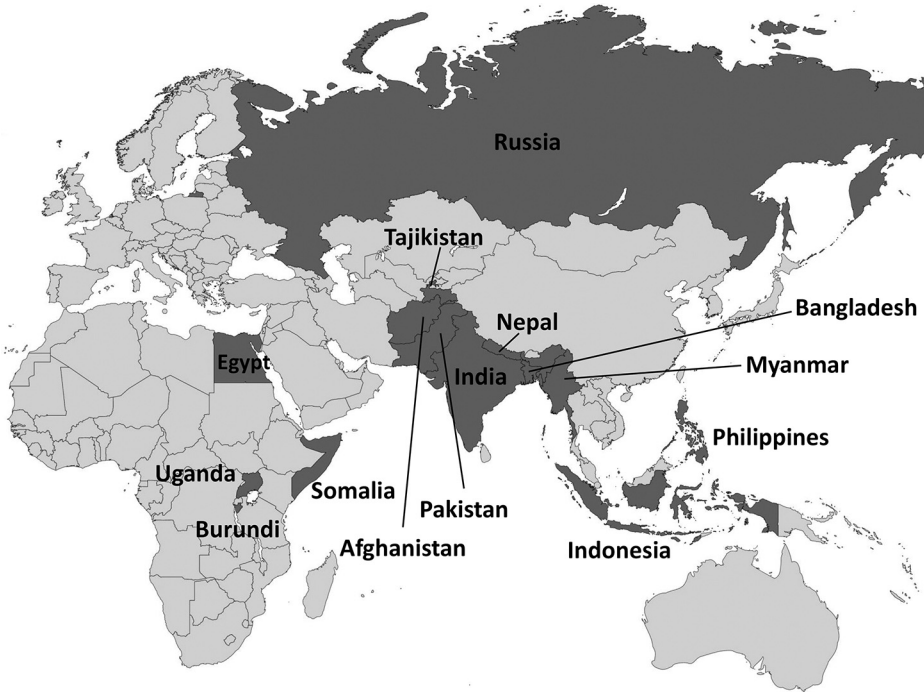 Russia
Tajikistan
Bangladesh
Nepal
Egypt
Myanmar
India
Philippines
Uganda
Somalia
Pakistan
Burundi
Afghanistan
Indonesia